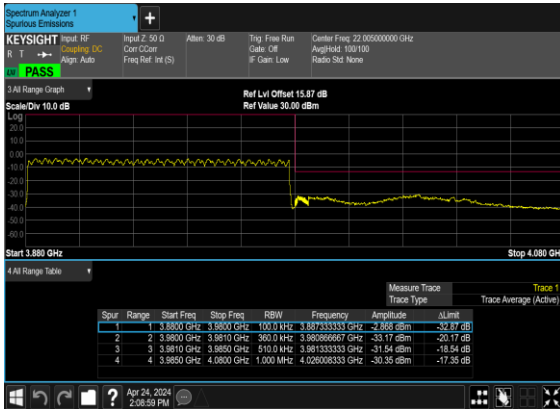 Spectrum Analyzer 1
Spurious Emissions
KEYSIGHT Input: RF Input Z: 50 Ω Atten: 30 dB Trig: Free Run Center Freq: 22.005000000 GHz
R T Coupling: DC Corr CCorr Gate: Off Avg|Hold: 100/100
Align: Auto Freq Ref: Int (S) IF Gain: Low Radio Std: None
LXI PASS
3 All Range Graph Ref Lvl Offset 15.87 dB
Scale/Div 10.0 dB Ref Value 30.00 dBm
Log
20.0
10.0
0.00
-10.0
-20.0
-30.0
-40.0
-50.0
-60.0
Start 3.880 GHz Stop 4.080 GH
4 All Range Table
Measure Trace Trace 1
Trace Type Trace Average (Active)
Spur Range Start Freq Stop Freq RBW Frequency Amplitude ΔLimit
1 1 3.8800 GHz 3.9800 GHz 100.0 kHz 3.887333333 GHz -2.868 dBm -32.87 dB
2 2 3.9800 GHz 3.9810 GHz 360.0 kHz 3.980866667 GHz -33.17 dBm -20.17 dB
3 3 3.9810 GHz 3.9850 GHz 510.0 kHz 3.981333333 GHz -31.54 dBm -18.54 dB
4 4 3.9850 GHz 4.0800 GHz 1.000 MHz 4.026008333 GHz -30.35 dBm -17.35 dB
Apr 24, 2024
2:08:59 PM